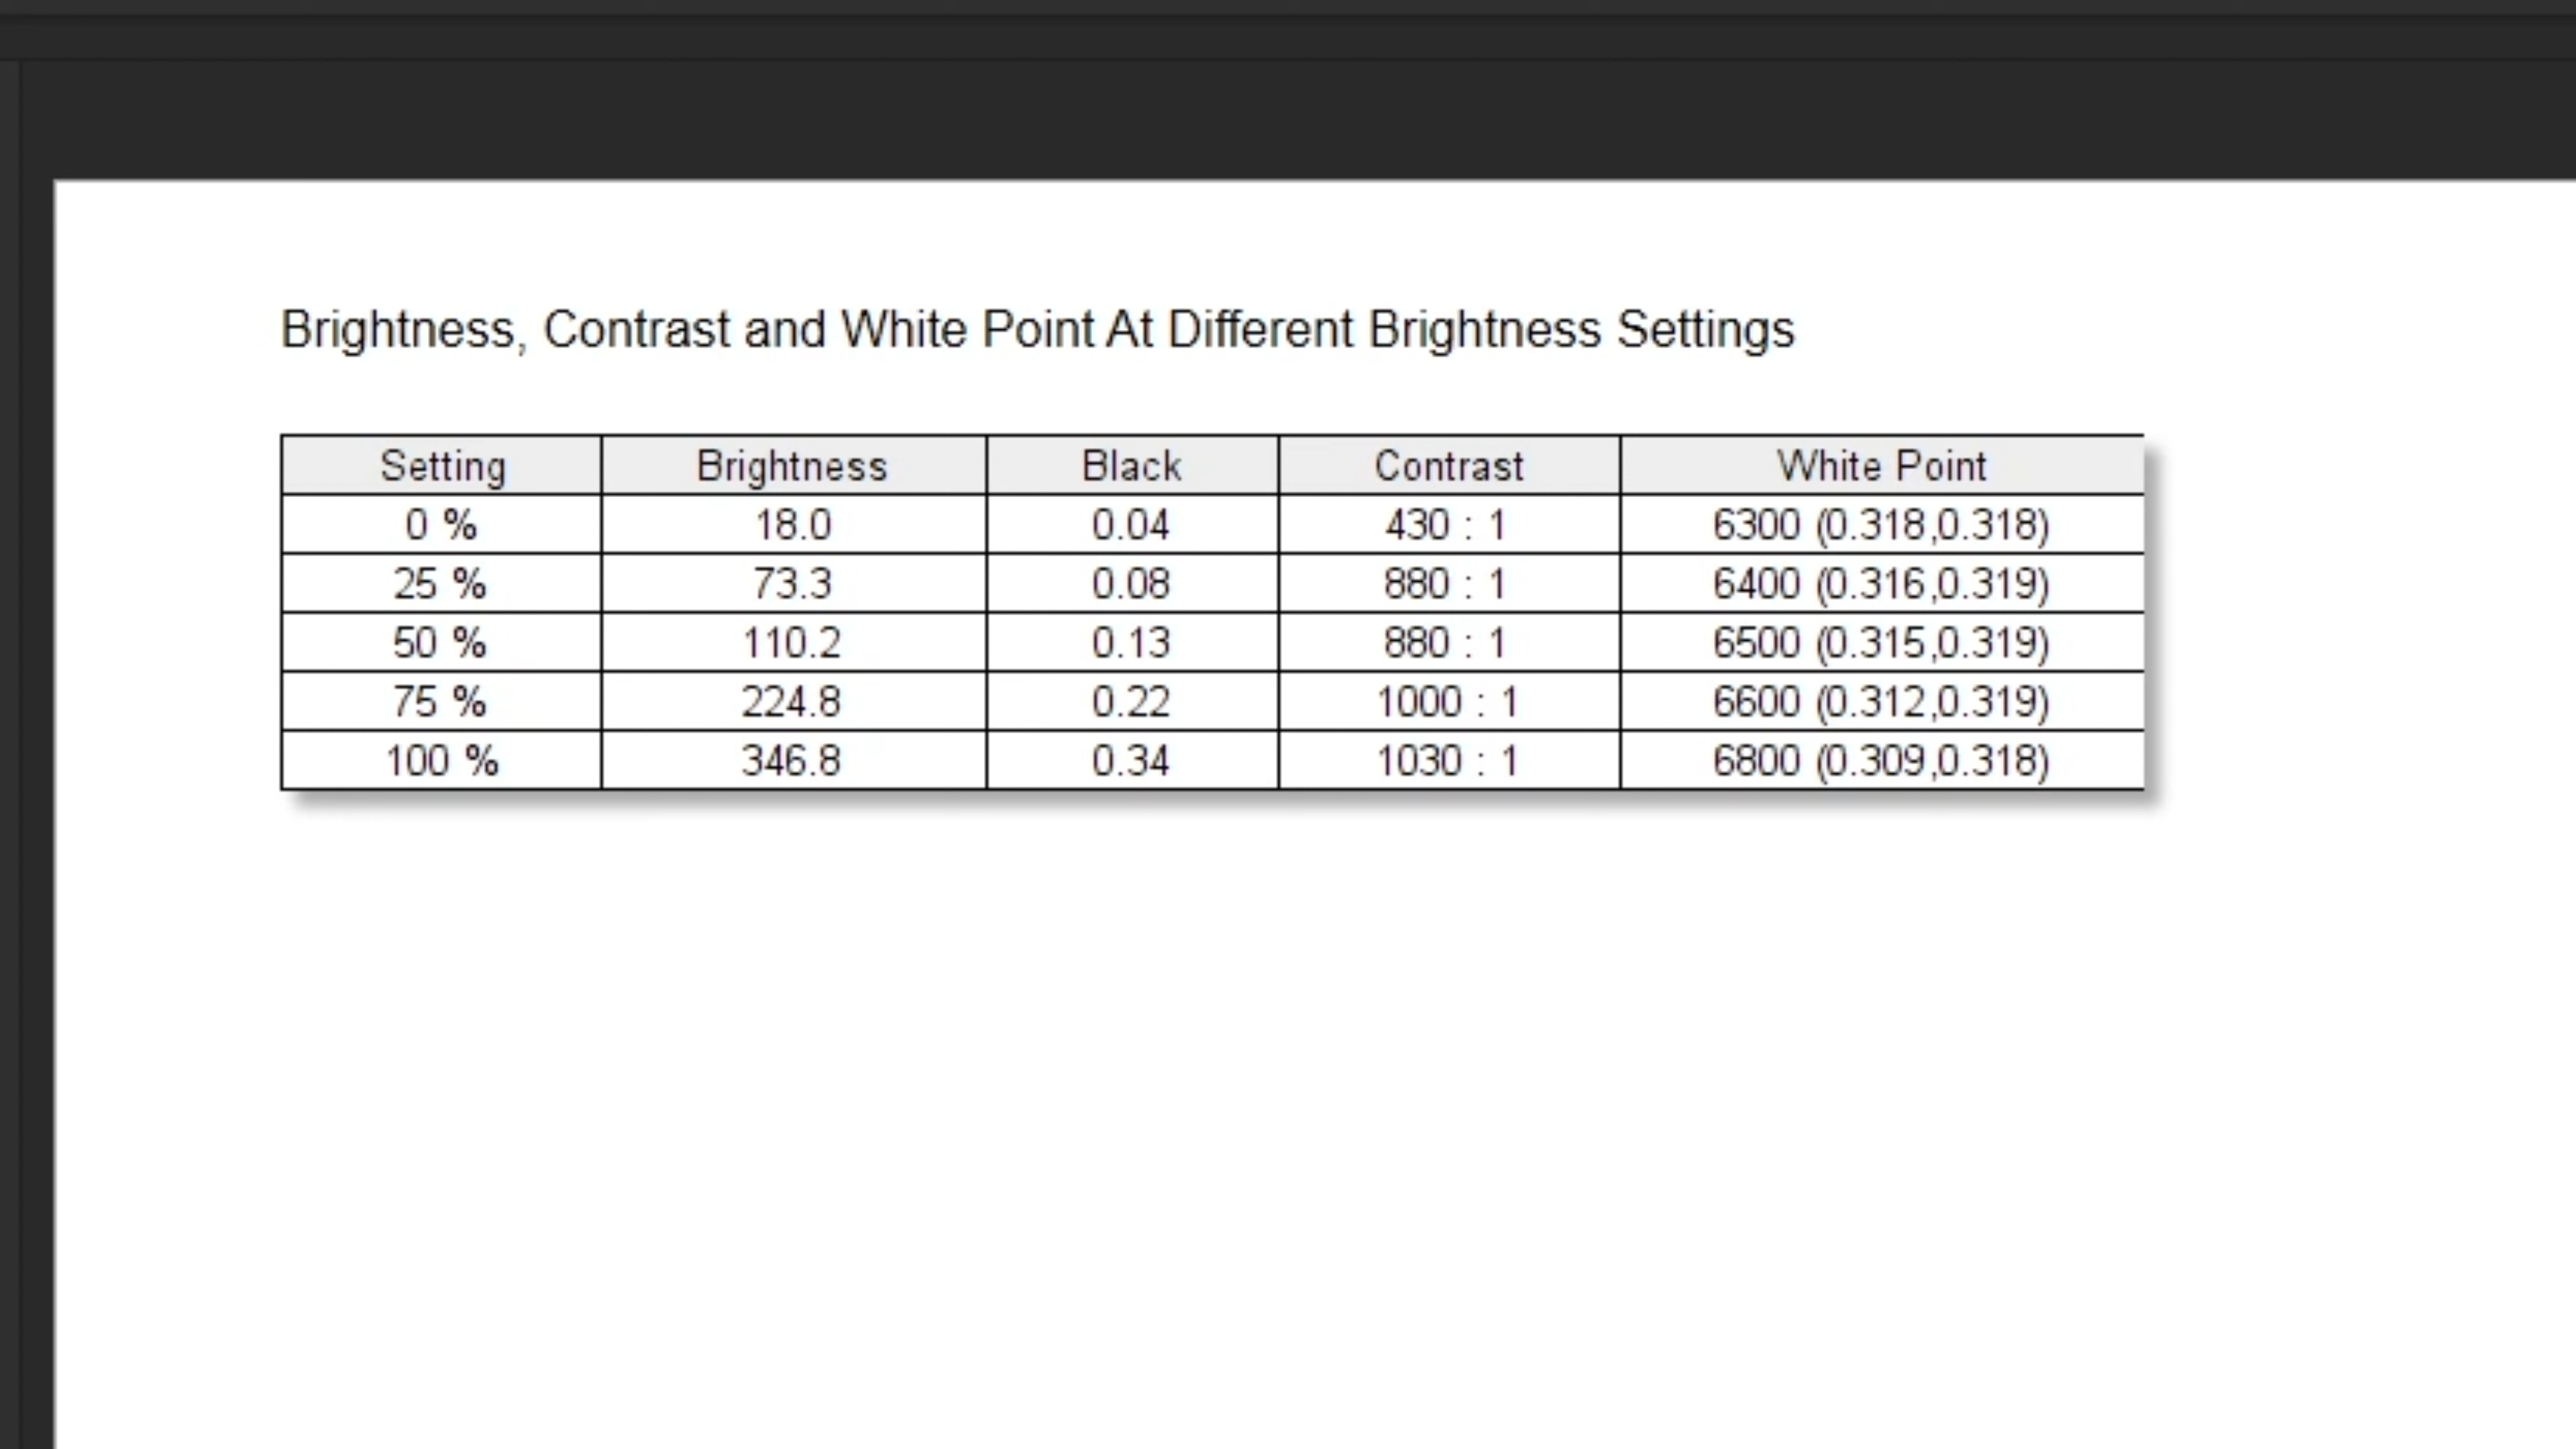 Brightness, Contrast and White Point At Different Brightness Settings
Setting Brightness Black Contrast White Point
0 % 18.0 0.04 430 : 1 6300 (0.318,0.318)
25 % 73.3 0.08 880 : 1 6400 (0.316,0.319)
50 % 110.2 0.13 880 : 1 6500 (0.315,0.319)
75 % 224.8 0.22 1000 : 1 6600 (0.312,0.319)
100 % 346.8 0.34 1030 : 1 6800 (0.309,0.318)